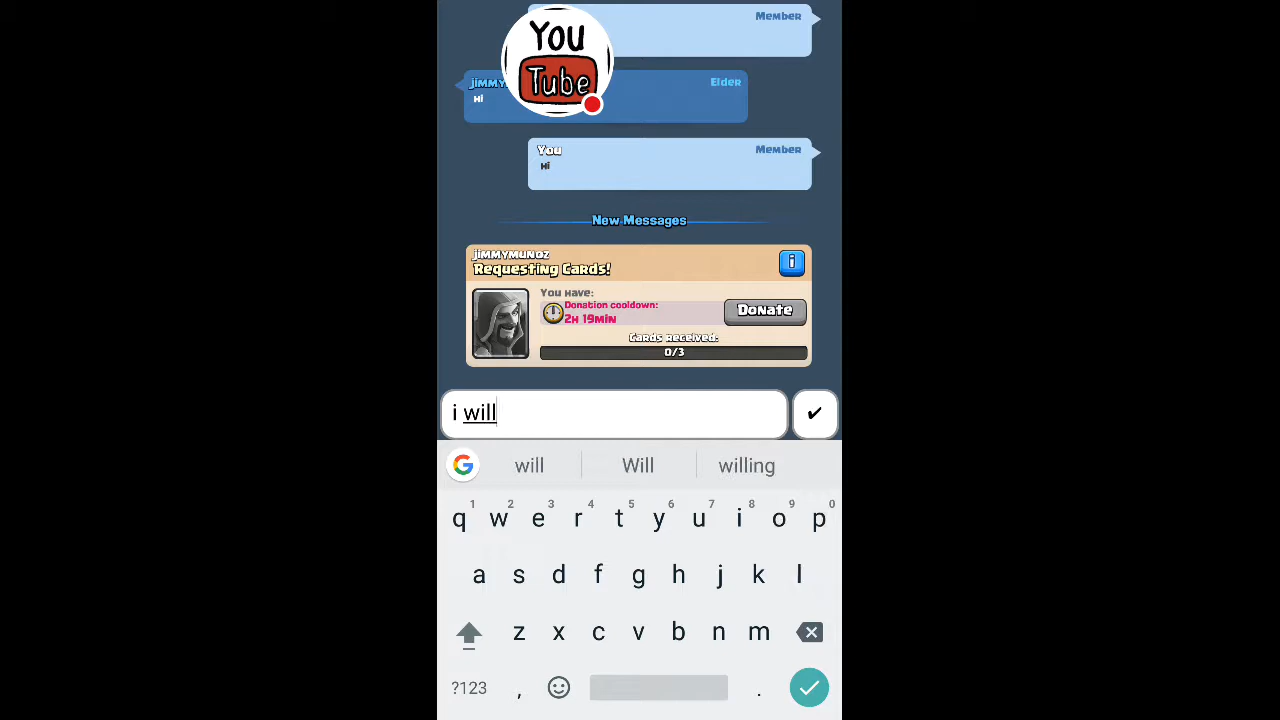 Member
You
Tube
jiMMY
Elder
Hi
You
Member
Hi
New Messages
jiMMYMUNOZ
Requesting Cards!
i
You have:
Donation cooldown:
2H 19MiN
Donate
Cards received:
0/3
i will
✔
G
will
Will
willing
1 2 3 4 5 6 7 8 9 0
q w e r t y u i o p
a s d f g h j k l
z x c v b n m
?123 , .